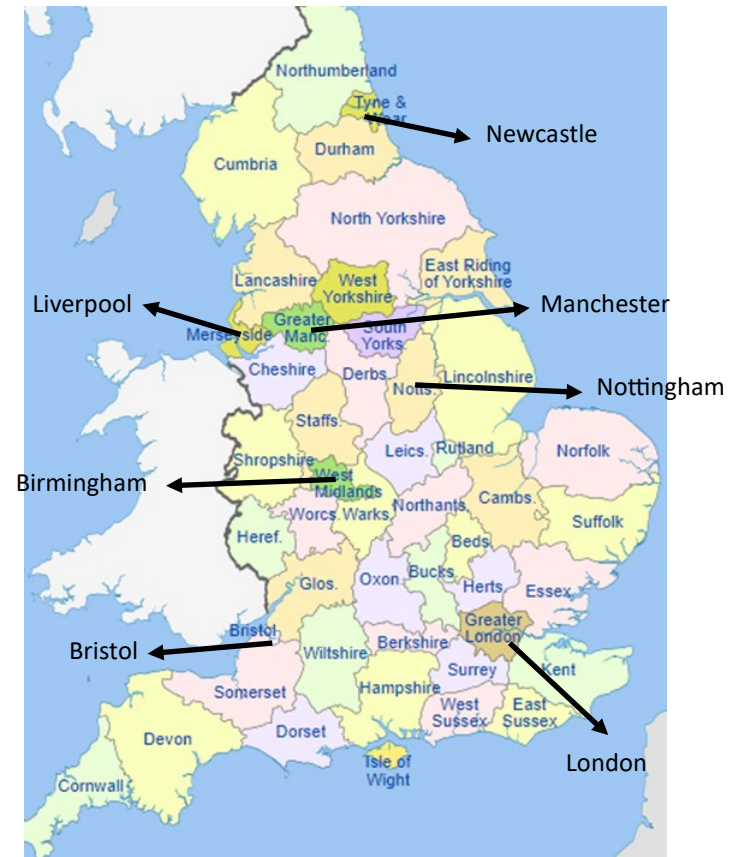 Northumberland
Tyne &
Wear
Newcastle
Durham
Cumbria
North Yorkshire
East Riding
of Yorkshire
Lancashire
West
Yorkshire
Liverpool
Manchester
Greater
Manc.
Merseyside
South
Yorks.
Cheshire
Derbs.
Notts.
Lincolnshire
Nottingham
Staffs.
Leics.
Rutland
Norfolk
Shropshire
Birmingham
West
Midlands
Cambs.
Northants.
Worcs.
Warks.
Suffolk
Heref.
Beds.
Bucks.
Oxon.
Glos.
Herts.
Essex
Greater
London
Bristol
Bristol
Berkshire
Wiltshire
Surrey
Kent
Somerset
Hampshire
West
Sussex
East
Sussex
Dorset
Devon
London
Isle of
Wight
Cornwall